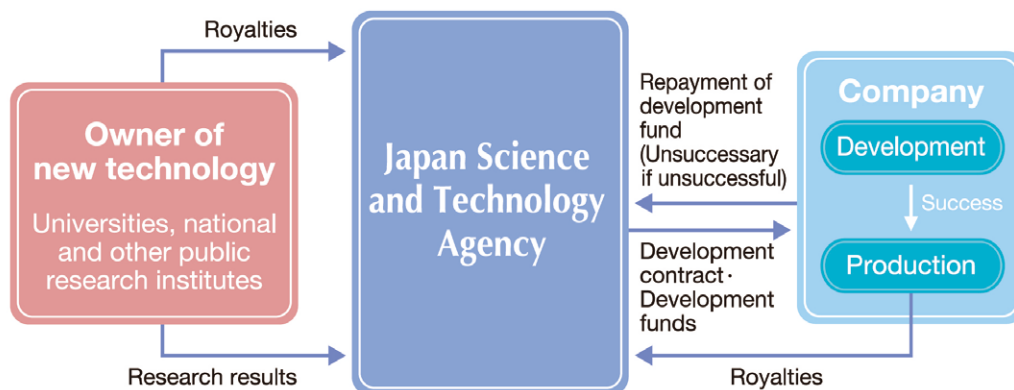 Royalties
Owner of
new technology
Universities, national
and other public
research institutes
Research results
Japan Science
and Technology
Agency
Repayment of
development
fund
(Unsuccessary
if unsuccessful)
Development
contract·
Development
funds
Company
Development
Success
Production
Royalties